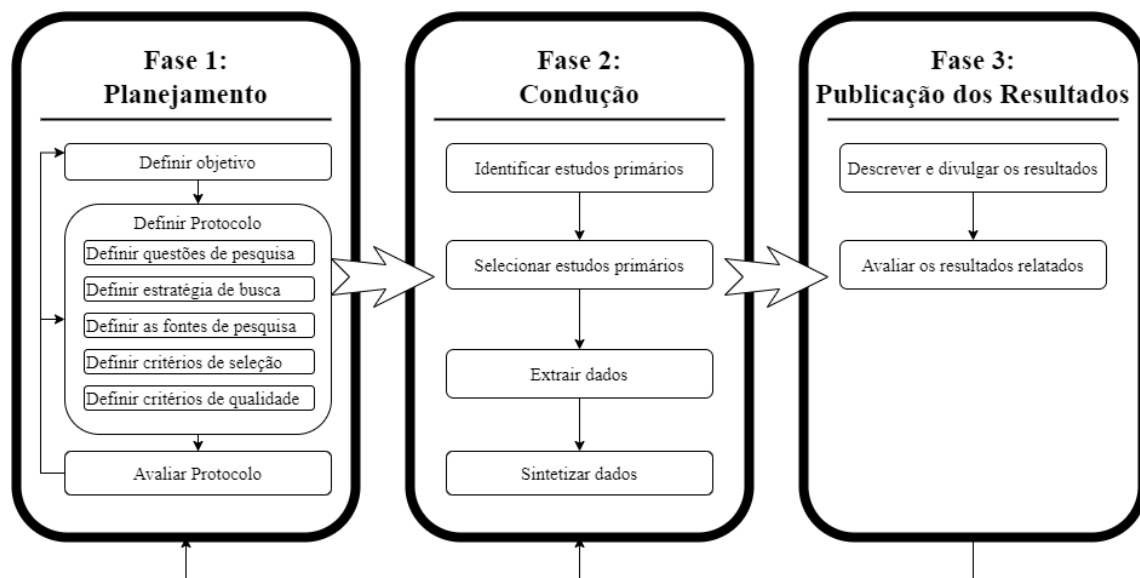 Fase 1:
Planejamento
Definir objetivo
Definir Protocolo
Definir questões de pesquisa
Definir estratégia de busca
Definir as fontes de pesquisa
Definir critérios de seleção
Definir critérios de qualidade
Avaliar Protocolo
Fase 2:
Condução
Identificar estudos primários
Selecionar estudos primários
Extrair dados
Sintetizar dados
Fase 3:
Publicação dos Resultados
Descrever e divulgar os resultados
Avaliar os resultados relatados